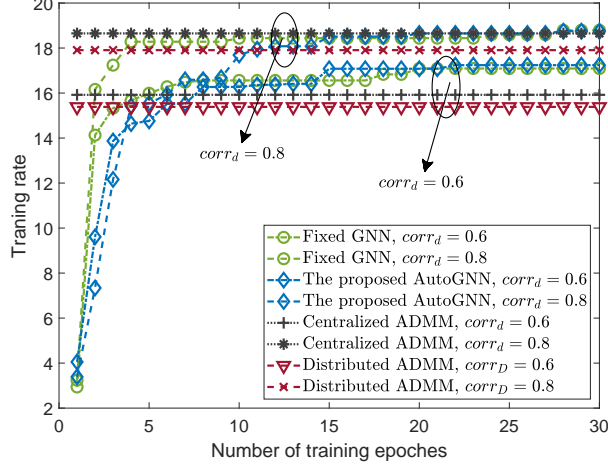 20
18
16
14
12
10
8
6
4
2
Traning rate
corr_d = 0.8
corr_d = 0.6
Fixed GNN, corr_d = 0.6
Fixed GNN, corr_d = 0.8
The proposed AutoGNN, corr_d = 0.6
The proposed AutoGNN, corr_d = 0.8
Centralized ADMM, corr_d = 0.6
Centralized ADMM, corr_d = 0.8
Distributed ADMM, corr_D = 0.6
Distributed ADMM, corr_D = 0.8
0 5 10 15 20 25 30
Number of training epoches